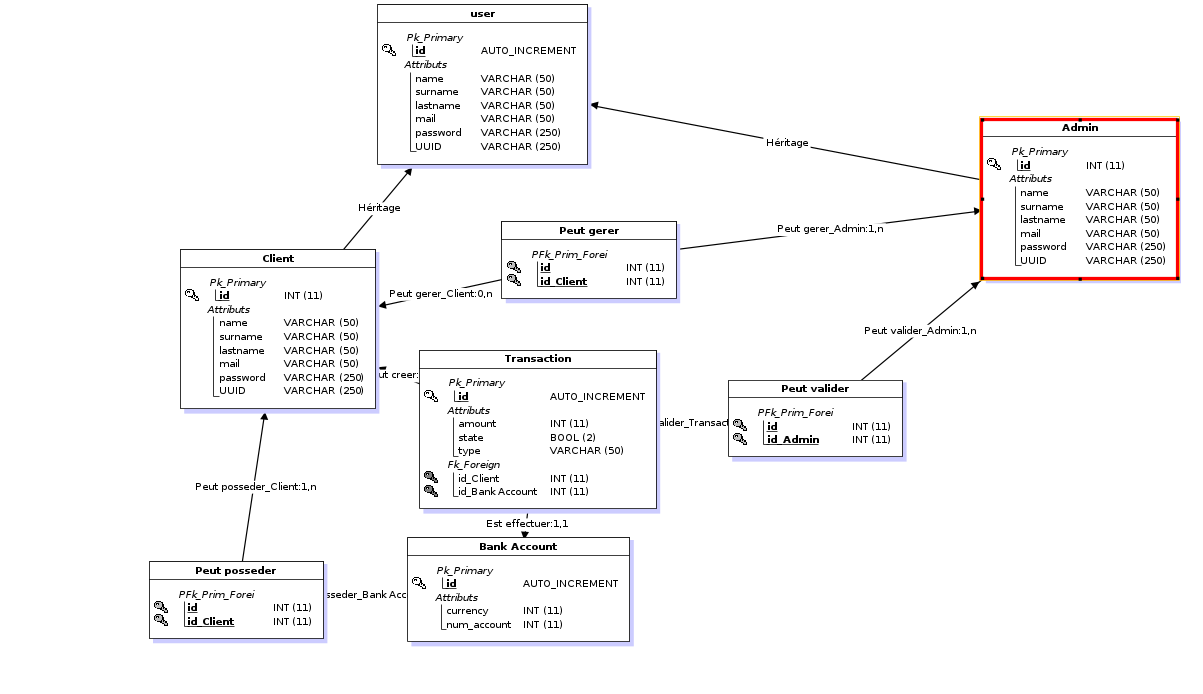 user
Pk_Primary
id AUTO_INCREMENT
Attributs
name VARCHAR (50)
surname VARCHAR (50)
lastname VARCHAR (50)
mail VARCHAR (50)
password VARCHAR (250)
UUID VARCHAR (250)
Héritage
Admin
Pk_Primary
id INT (11)
Attributs
name VARCHAR (50)
surname VARCHAR (50)
lastname VARCHAR (50)
mail VARCHAR (50)
password VARCHAR (250)
UUID VARCHAR (250)
Héritage
Peut gerer
PFk_Prim_Forei
id INT (11)
id_Client INT (11)
Peut gerer_Admin:1,n
Peut gerer_Client:0,n
Client
Pk_Primary
id INT (11)
Attributs
name VARCHAR (50)
surname VARCHAR (50)
lastname VARCHAR (50)
mail VARCHAR (50)
password VARCHAR (250)
UUID VARCHAR (250)
Peut valider_Admin:1,n
ut creer:
Transaction
Pk_Primary
id AUTO_INCREMENT
Attributs
amount INT (11)
state BOOL (2)
type VARCHAR (50)
Fk_Foreign
id_Client INT (11)
id_Bank Account INT (11)
alider_Transact
Peut valider
PFk_Prim_Forei
id INT (11)
id_Admin INT (11)
Peut posseder_Client:1,n
Est effectuer:1,1
Bank Account
Pk_Primary
id AUTO_INCREMENT
Attributs
currency INT (11)
num_account INT (11)
Peut posseder
PFk_Prim_Forei
id INT (11)
id_Client INT (11)
sseder_Bank Acc